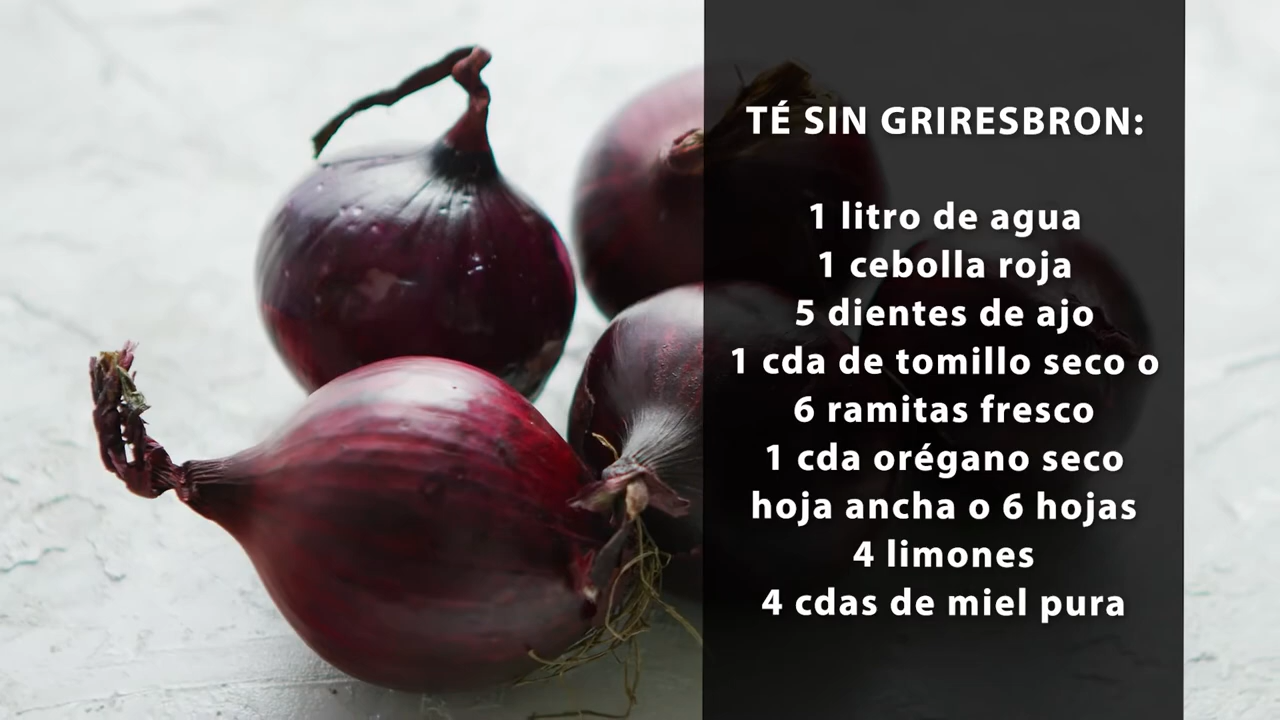 TÉ SIN GRIRESBRON:
1 litro de agua
1 cebolla roja
5 dientes de ajo
1 cda de tomillo seco o
6 ramitas fresco
1 cda orégano seco
hoja ancha o 6 hojas
4 limones
4 cdas de miel pura